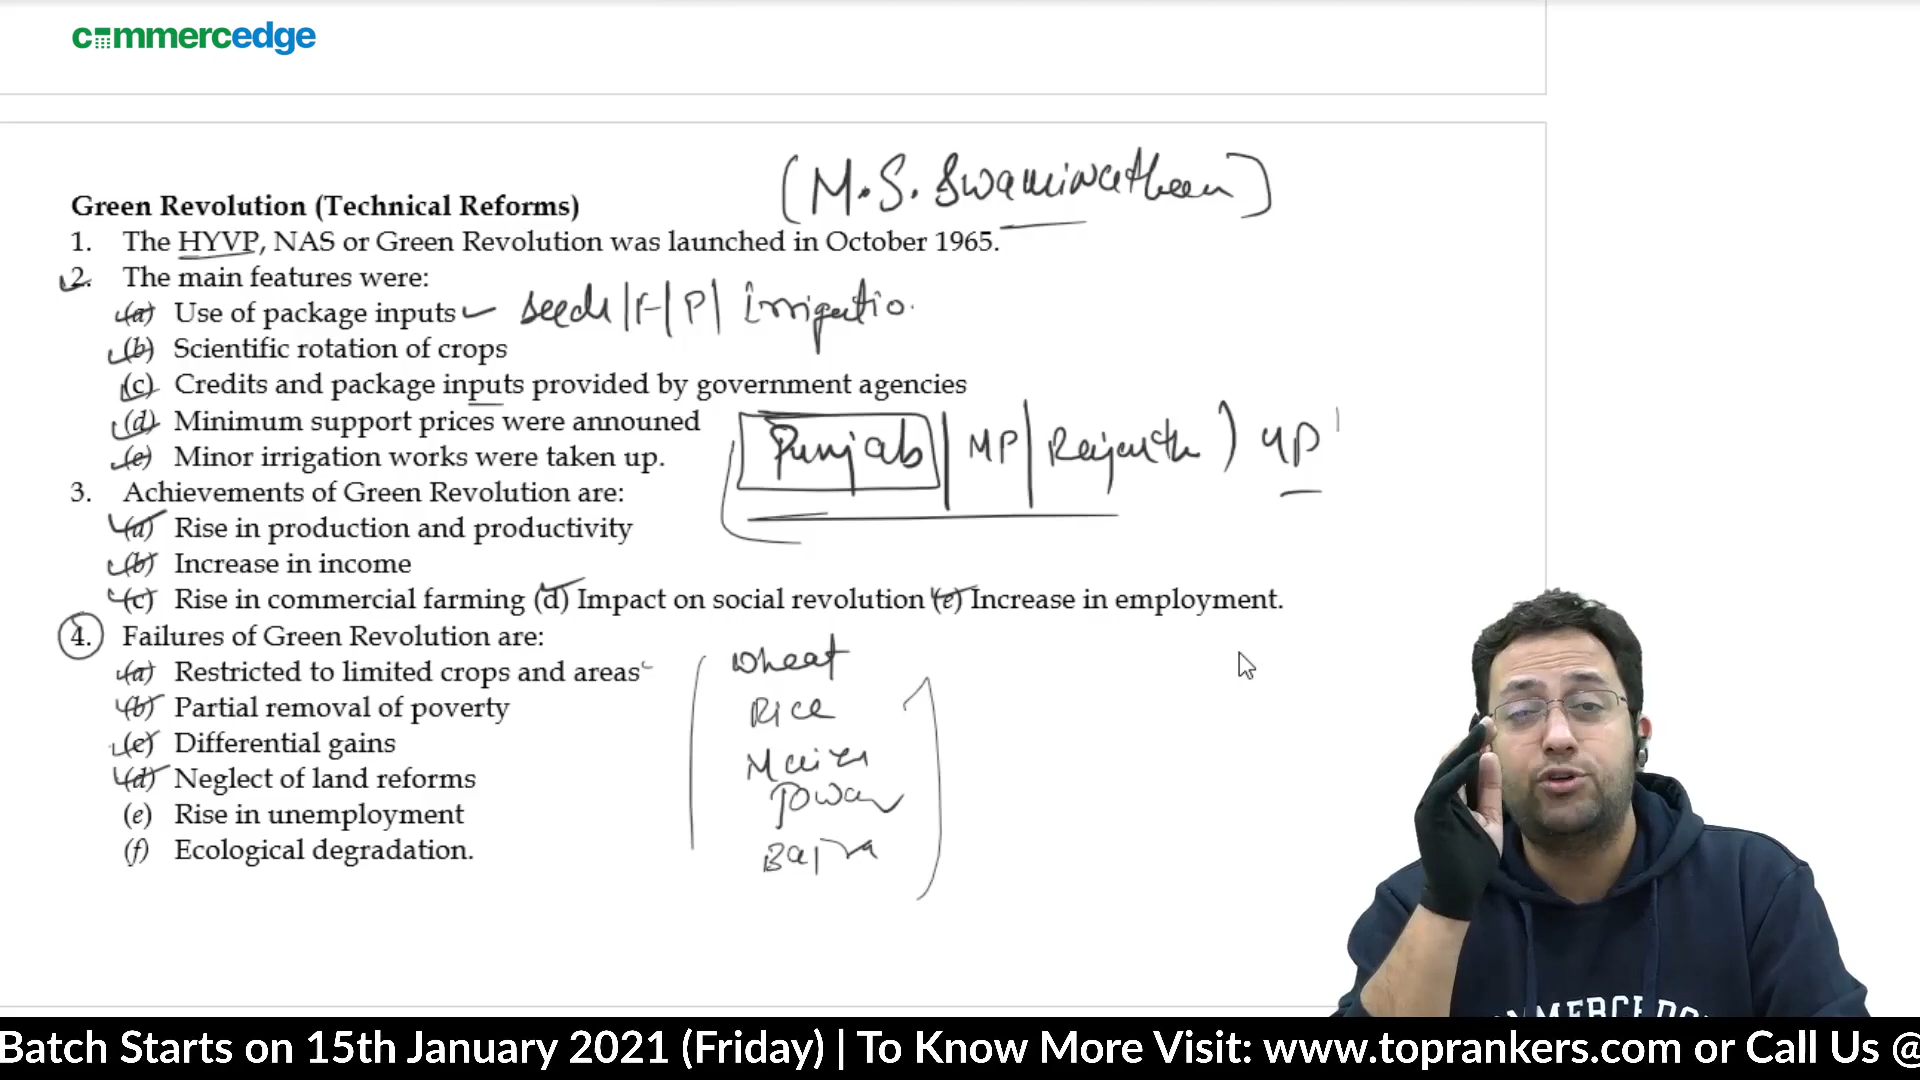 commercedge
(M.S. Swaminathan)
Green Revolution (Technical Reforms)
1. The HYVP, NAS or Green Revolution was launched in October 1965.
2. The main features were:
(a) Use of package inputs seeds|F|P| irrigatio.
(b) Scientific rotation of crops
(c) Credits and package inputs provided by government agencies
(d) Minimum support prices were announed
Punjab | MP | Rajasth ) UP
(e) Minor irrigation works were taken up.
3. Achievements of Green Revolution are:
(a) Rise in production and productivity
(b) Increase in income
(c) Rise in commercial farming (d) Impact on social revolution (e) Increase in employment.
4. Failures of Green Revolution are:
wheat
(a) Restricted to limited crops and areas
(b) Partial removal of poverty
Rice
(c) Differential gains
(d) Neglect of land reforms
(e) Rise in unemployment
(f) Ecological degradation.
Bajra
Batch Starts on 15th January 2021 (Friday) | To Know More Visit: www.toprankers.com or Call Us @